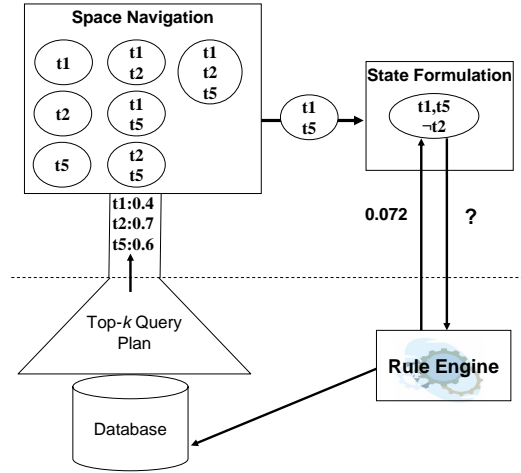 Space Navigation
t1
t1
t2
t1
t2
t5
t2
t1
t5
t5
t2
t5
t1
t5
State Formulation
t1,t5
¬t2
t1:0.4
t2:0.7
t5:0.6
0.072
?
Top-k Query
Plan
Rule Engine
Database